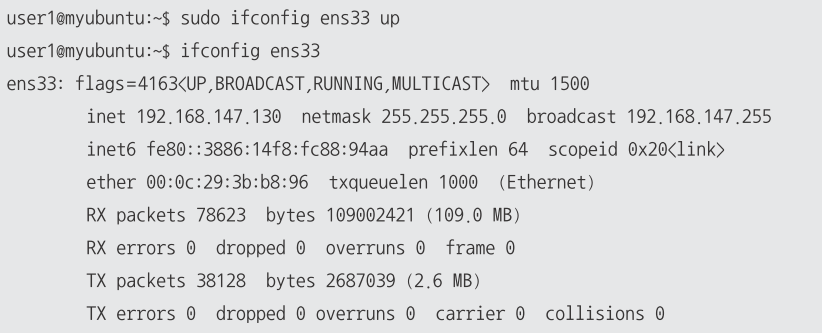 user1@myubuntu:~$ sudo ifconfig ens33 up
user1@myubuntu:~$ ifconfig ens33
ens33: flags=4163<UP,BROADCAST,RUNNING,MULTICAST>  mtu 1500
        inet 192.168.147.130  netmask 255.255.255.0  broadcast 192.168.147.255
        inet6 fe80::3886:14f8:fc88:94aa  prefixlen 64  scopeid 0x20<link>
        ether 00:0c:29:3b:b8:96  txqueuelen 1000  (Ethernet)
        RX packets 78623  bytes 109002421 (109.0 MB)
        RX errors 0  dropped 0  overruns 0  frame 0
        TX packets 38128  bytes 2687039 (2.6 MB)
        TX errors 0  dropped 0 overruns 0  carrier 0  collisions 0